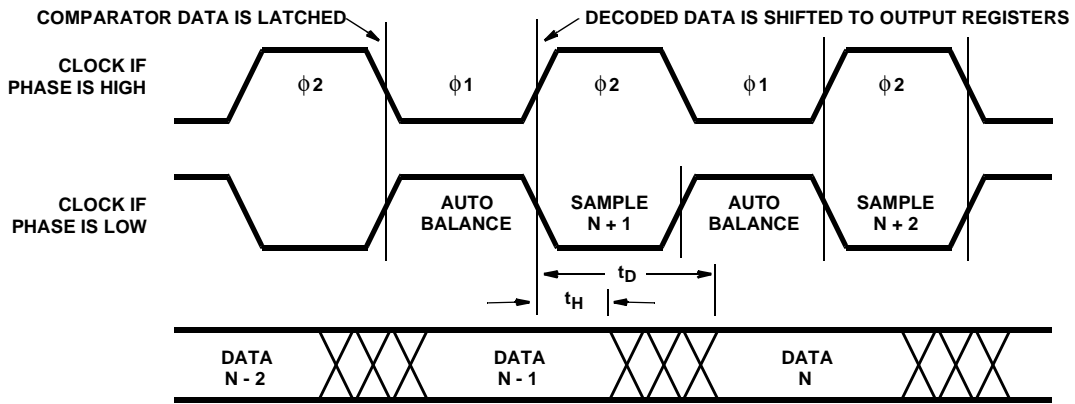 COMPARATOR DATA IS LATCHED
DECODED DATA IS SHIFTED TO OUTPUT REGISTERS
CLOCK IF
PHASE IS HIGH
ϕ2
ϕ1
ϕ2
ϕ1
ϕ2
CLOCK IF
PHASE IS LOW
AUTO
BALANCE
SAMPLE
N + 1
AUTO
BALANCE
SAMPLE
N + 2
tD
tH
DATA
N - 2
DATA
N - 1
DATA
N